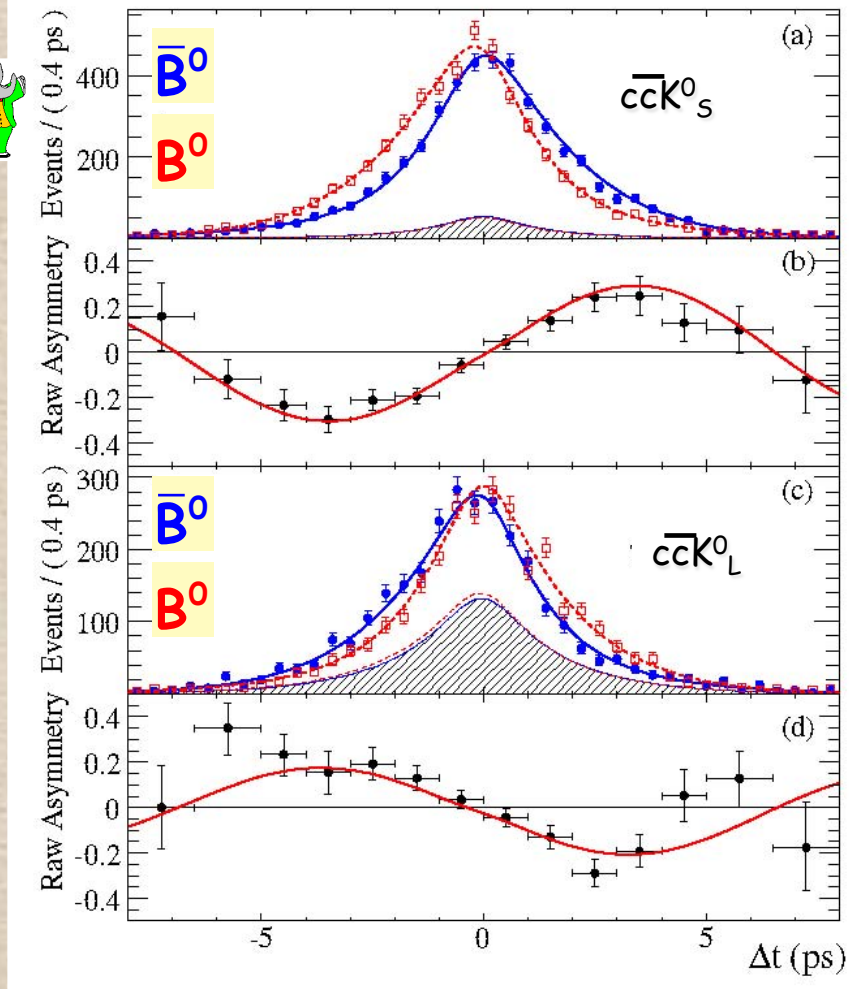 (a)
B̅⁰
B⁰
cc̅K⁰S
Events / ( 0.4 ps )
400
200
(b)
Raw Asymmetry
0.4
0.2
0
-0.2
-0.4
(c)
B̅⁰
B⁰
cc̅K⁰L
Events / ( 0.4 ps )
300
200
100
(d)
Raw Asymmetry
0.4
0.2
0
-0.2
-0.4
-5 0 5
Δt (ps)